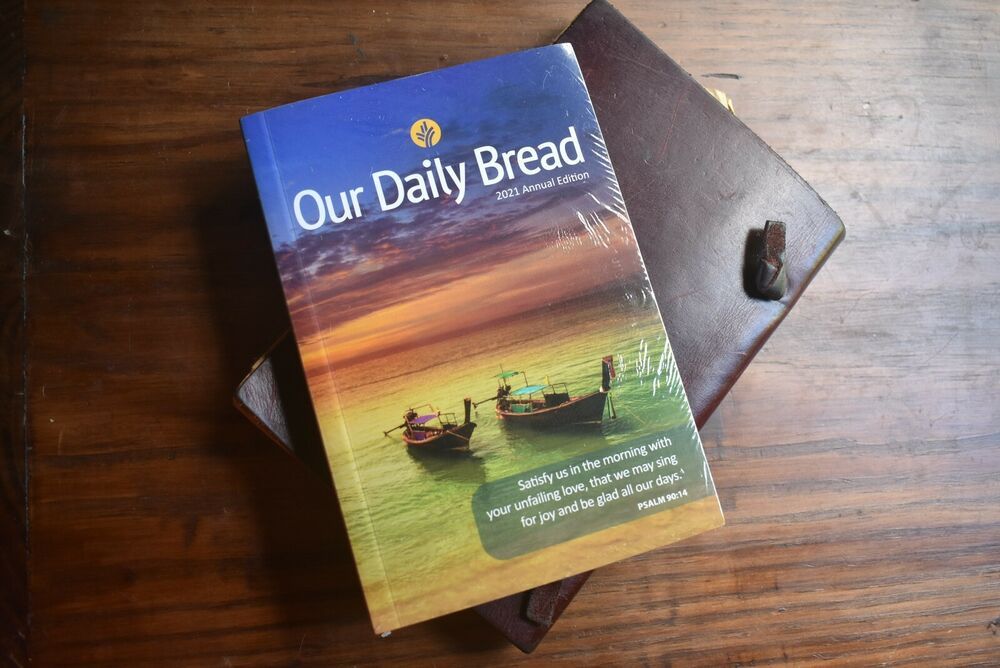 Our Daily Bread
2021 Annual Edition
Satisfy us in the morning with
your unfailing love, that we may sing
for joy and be glad all our days.
PSALM 90:14